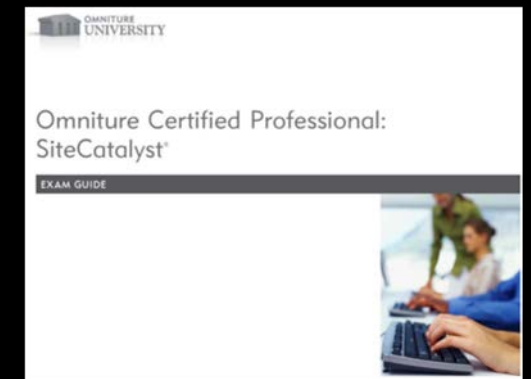 OMNITURE
UNIVERSITY
Omniture Certified Professional:
SiteCatalyst®
EXAM GUIDE